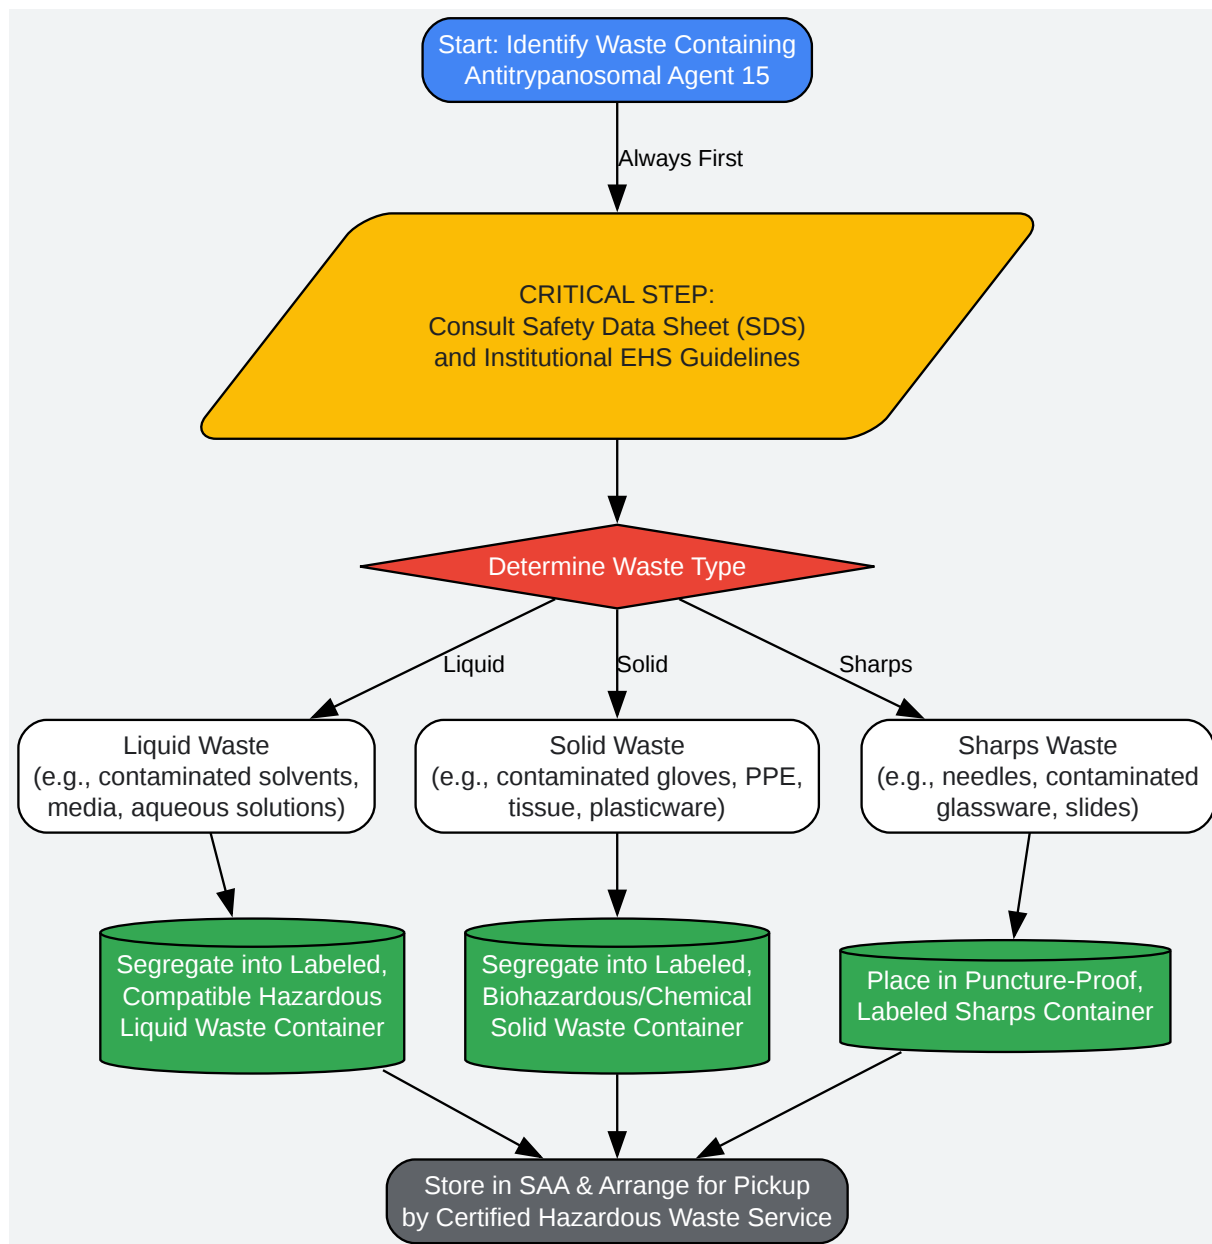 Start: Identify Waste Containing
Antitrypanosomal Agent 15
Always First
CRITICAL STEP:
Consult Safety Data Sheet (SDS)
and Institutional EHS Guidelines
Determine Waste Type
Liquid
Solid
Sharps
Liquid Waste
(e.g., contaminated solvents,
media, aqueous solutions)
Solid Waste
(e.g., contaminated gloves, PPE,
tissue, plasticware)
Sharps Waste
(e.g., needles, contaminated
glassware, slides)
Segregate into Labeled,
Compatible Hazardous
Liquid Waste Container
Segregate into Labeled,
Biohazardous/Chemical
Solid Waste Container
Place in Puncture-Proof,
Labeled Sharps Container
Store in SAA & Arrange for Pickup
by Certified Hazardous Waste Service